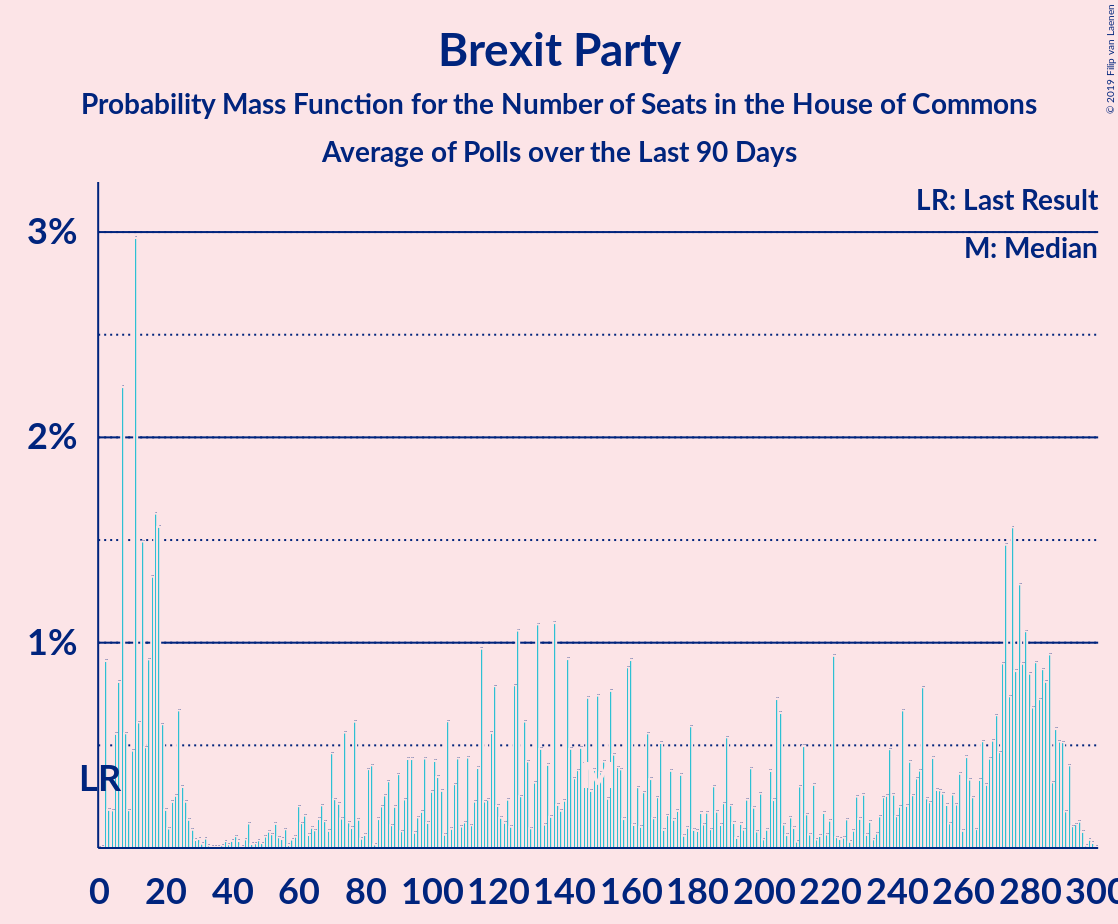 Brexit Party
Probability Mass Function for the Number of Seats in the House of Commons
Average of Polls over the Last 90 Days
© 2019 Filip van Laenen
LR: Last Result
M: Median
3%
2%
1%
LR
0 20 40 60 80 100 120 140 160 180 200 220 240 260 280 300